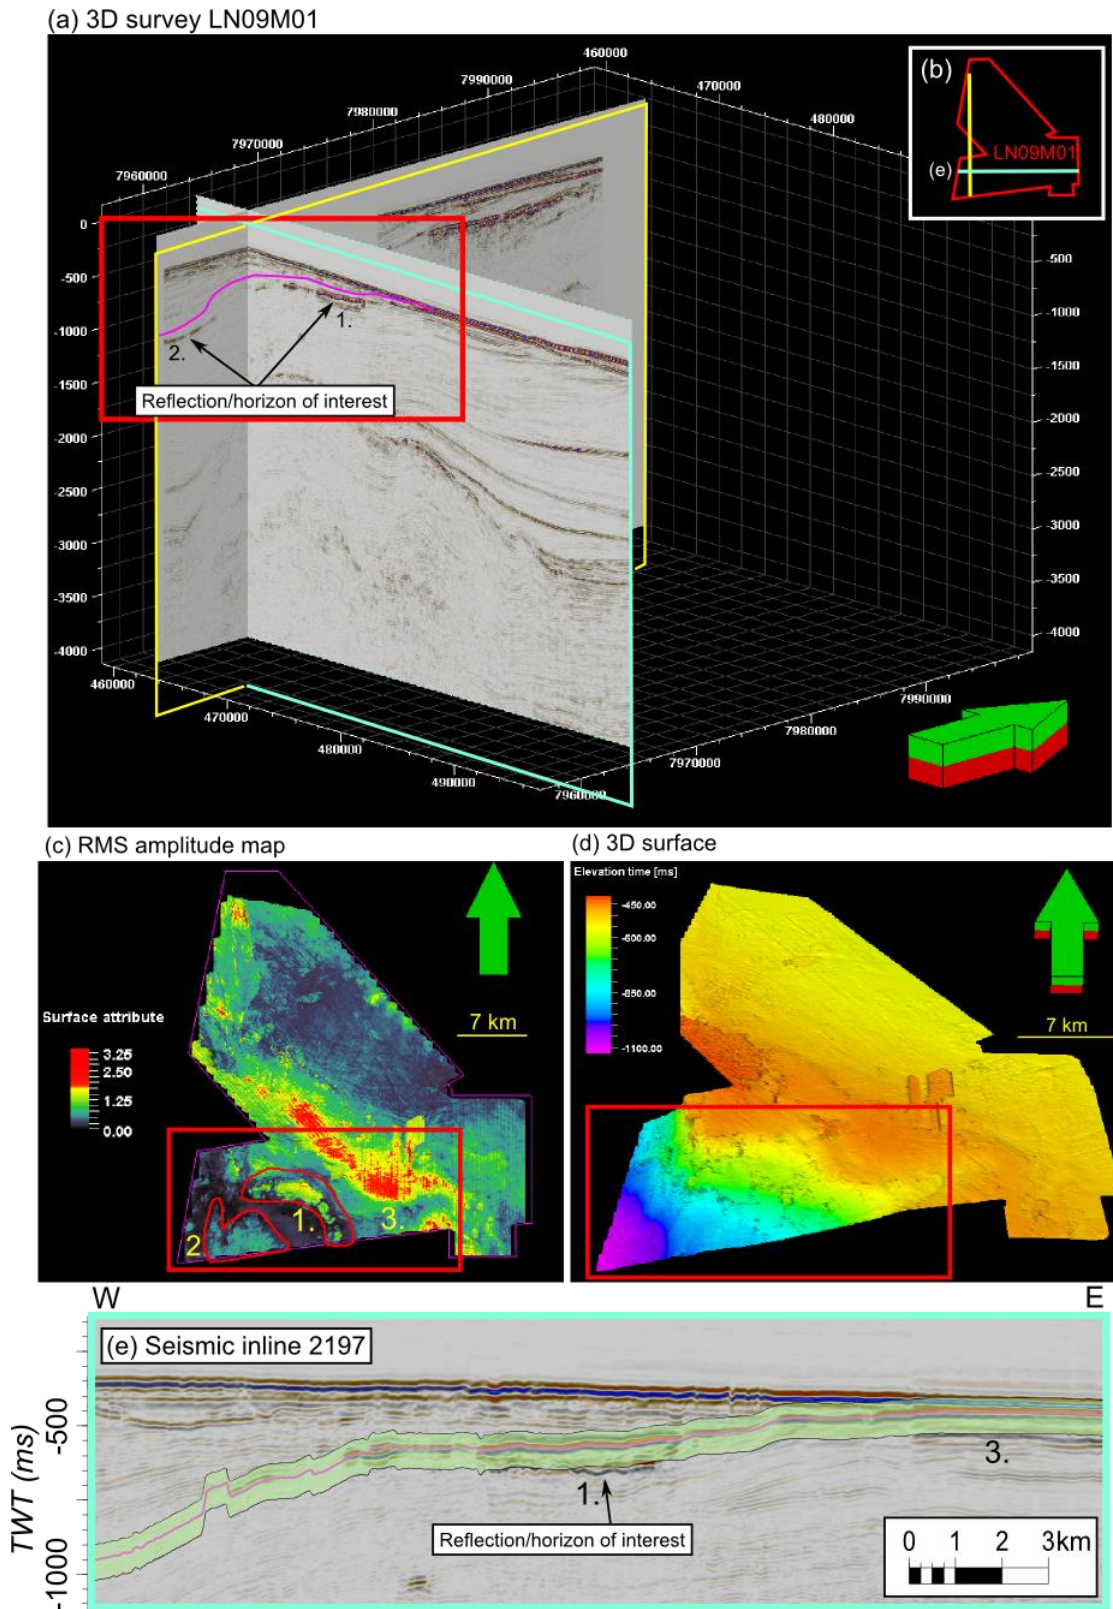 (a) 3D survey LN09M01
460000
7990000
470000
7980000
480000
7970000
7960000
(b)
LN09M01
(e)
0
-500
-1000
-1500
-2000
-2500
-3000
-3500
-4000
-500
-1000
-1500
-2000
-2500
-3000
-3500
-4000
1.
2.
Reflection/horizon of interest
460000
470000
480000
490000
7960000
7970000
7980000
7990000
(c) RMS amplitude map
(d) 3D surface
Surface attribute
3.25
2.50
1.25
0.00
7 km
1.
2
3.
Elevation time [ms]
-450.00
-600.00
-850.00
-1100.00
7 km
W
E
(e) Seismic inline 2197
TWT (ms)
-500
-1000
1.
3.
Reflection/horizon of interest
0 1 2 3km